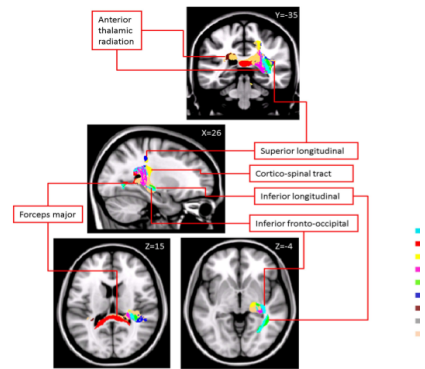 Anterior
thalamic
radiation
Y=-35
X=26
Superior longitudinal
Cortico-spinal tract
Inferior longitudinal
Forceps major
Inferior fronto-occipital
Z=15
Z=-4